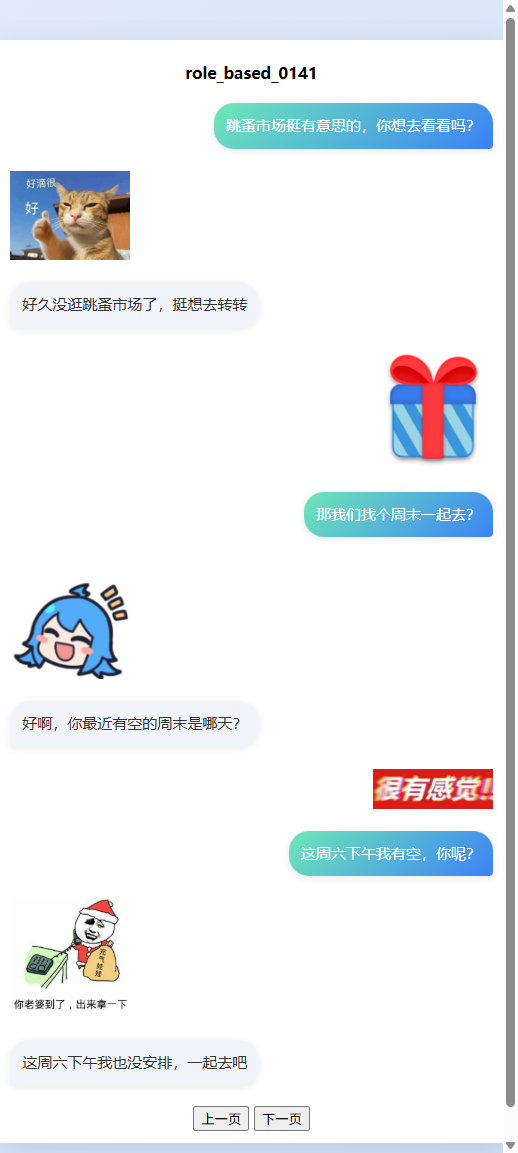 role_based_0141
跳蚤市场挺有意思的，你想去看看吗？
好滴很
好
好久没逛跳蚤市场了，挺想去转转
那我们找个周末一起去？
好啊，你最近有空的周末是哪天？
很有感觉!!
这周六下午我有空，你呢？
充气娃娃
你老婆到了，出来拿一下
这周六下午我也没安排，一起去吧
上一页 下一页